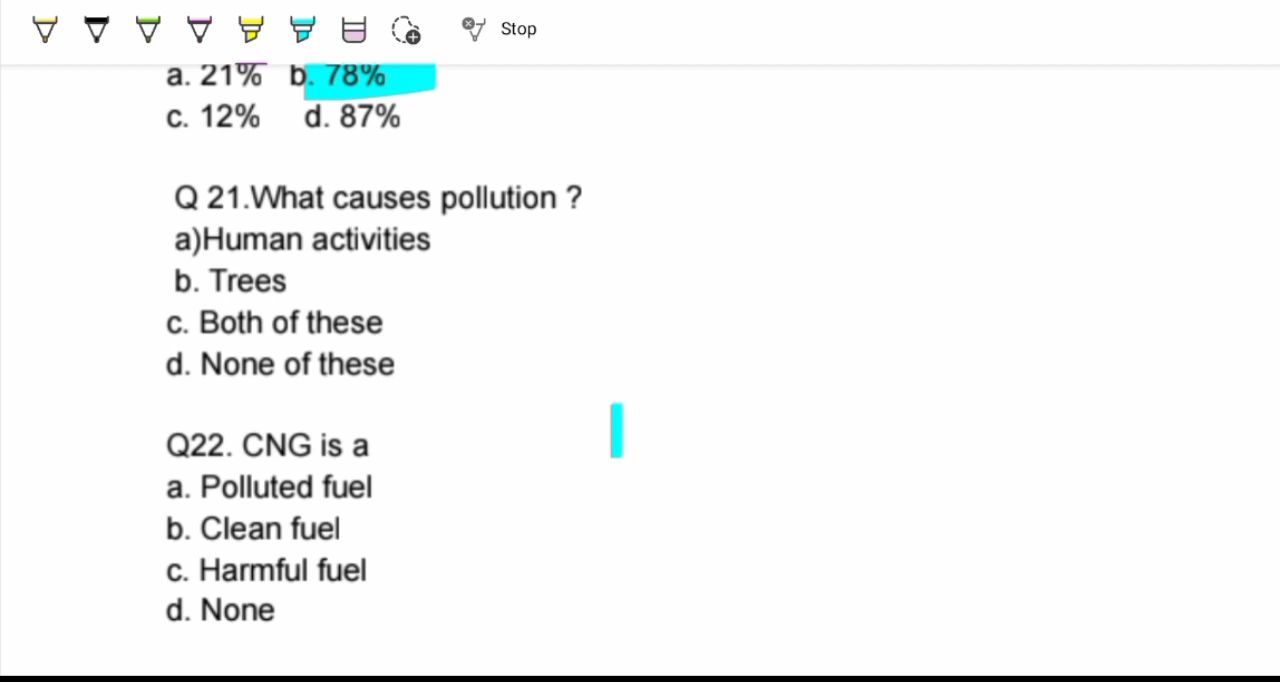 Stop
a. 21% b. 78%
c. 12% d. 87%
Q 21.What causes pollution ?
a)Human activities
b. Trees
c. Both of these
d. None of these
Q22. CNG is a
a. Polluted fuel
b. Clean fuel
c. Harmful fuel
d. None